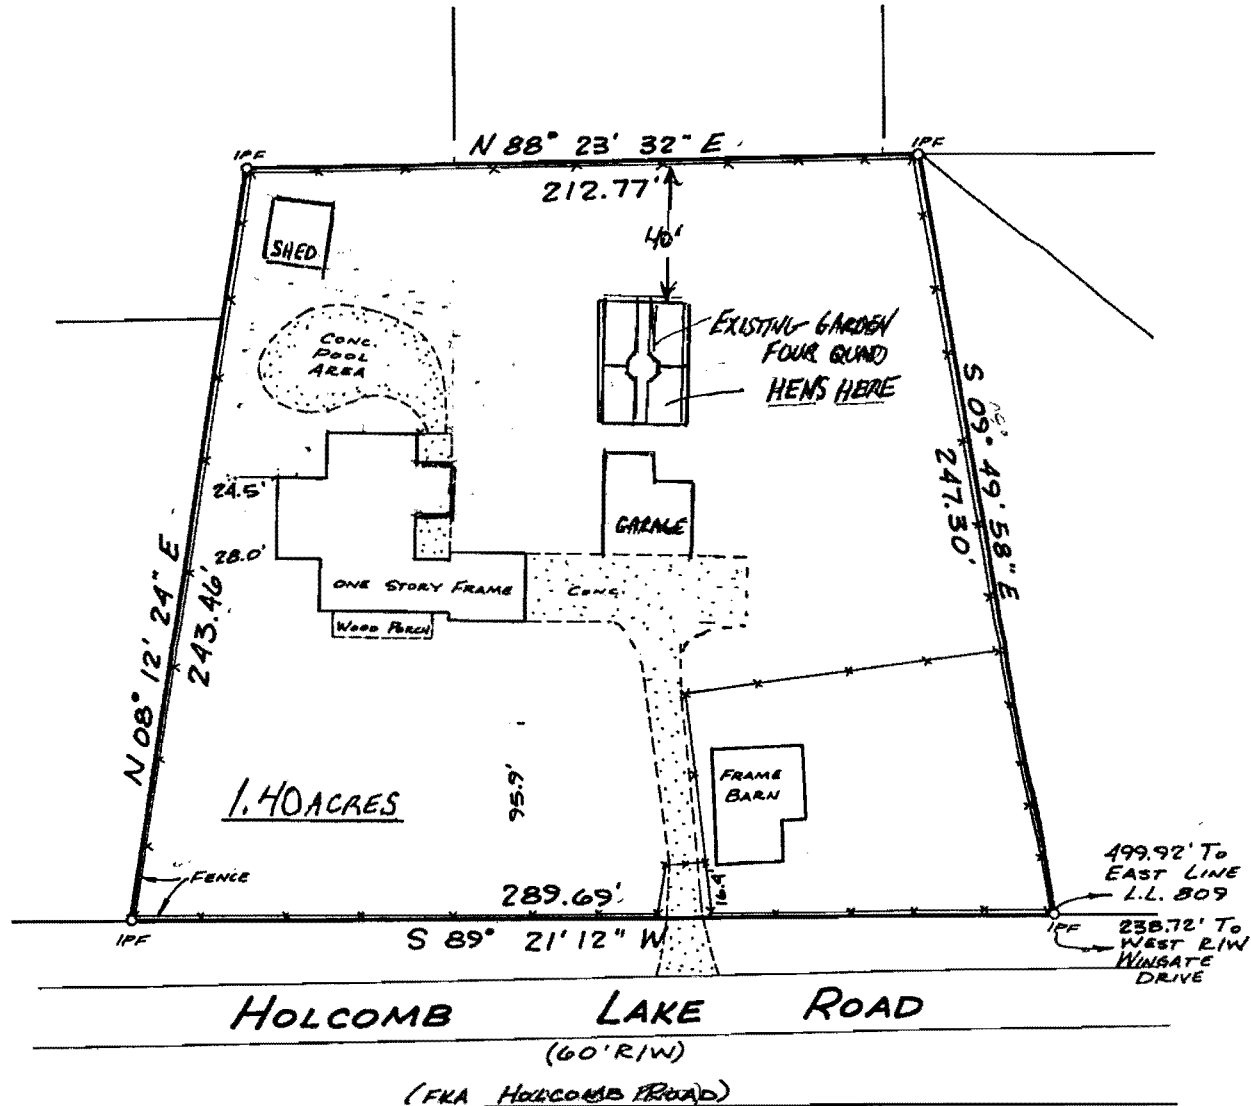 N 88° 23' 32" E
IPF
IPF
212.77'
40'
SHED
CONC.
POOL
AREA
EXISTING GARDEN
FOUR QUAD
HENS HERE
S 09° 49' 58" E
247.30'
24.5'
28.0'
GARAGE
ONE STORY FRAME
CONC.
WOOD PORCH
N 08° 12' 24" E
243.46'
1.40 ACRES
95.9'
FRAME
BARN
FENCE
289.69'
16.4'
499.92' TO
EAST LINE
L.L. 809
IPF
S 89° 21' 12" W
IPF
238.72' TO
WEST R/W
WINGATE
DRIVE
HOLCOMB LAKE ROAD
(60' R/W)
(FKA HOLCOMB ROAD)